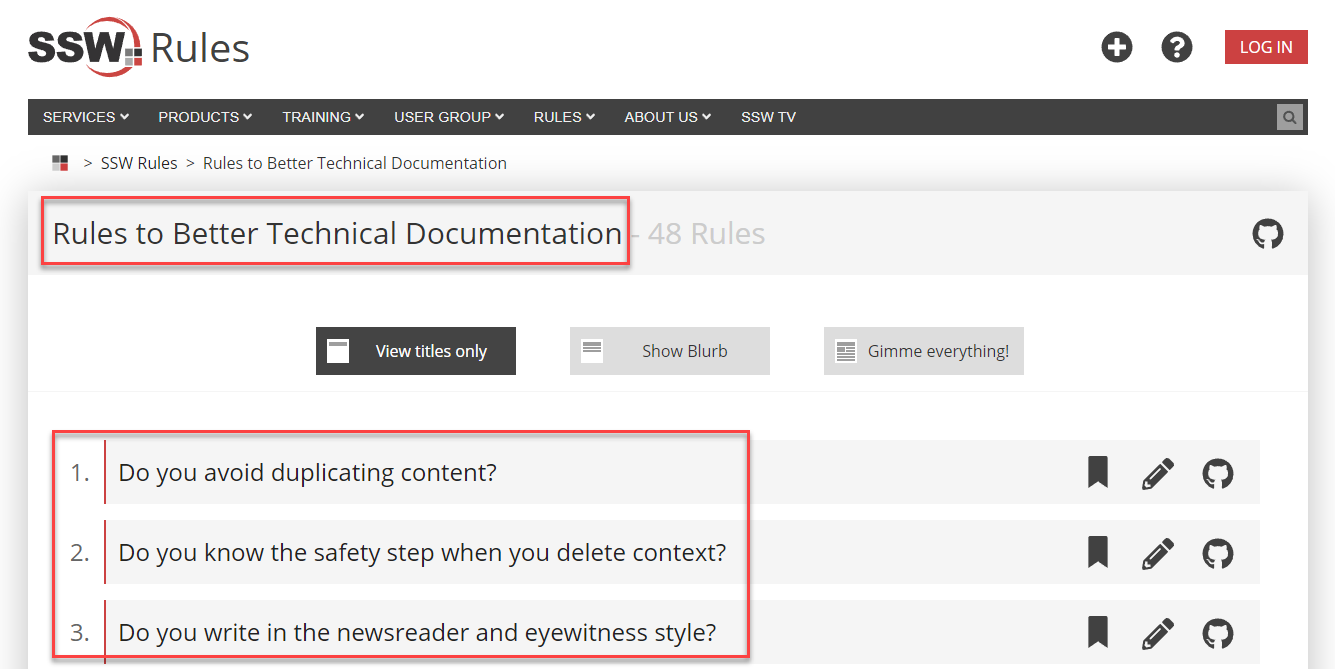 SSW Rules
LOG IN
SERVICES PRODUCTS TRAINING USER GROUP RULES ABOUT US SSW TV
> SSW Rules > Rules to Better Technical Documentation
Rules to Better Technical Documentation - 48 Rules
View titles only Show Blurb Gimme everything!
1. Do you avoid duplicating content?
2. Do you know the safety step when you delete context?
3. Do you write in the newsreader and eyewitness style?